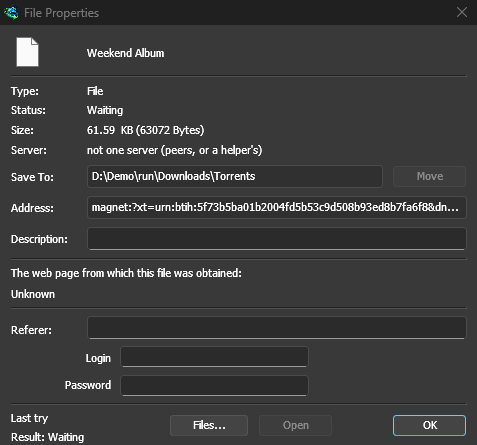 File Properties
Weekend Album
Type: File
Status: Waiting
Size: 61.59 KB (63072 Bytes)
Server: not one server (peers, or a helper's)
Save To: D:\Demo\run\Downloads\Torrents Move
Address: magnet:?xt=urn:btih:5f73b5ba01b2004fd5b53c9d508b93ed8b7fa6f8&dn...
Description:
The web page from which this file was obtained:
Unknown
Referer:
Login
Password
Last try
Result: Waiting
Files... Open OK